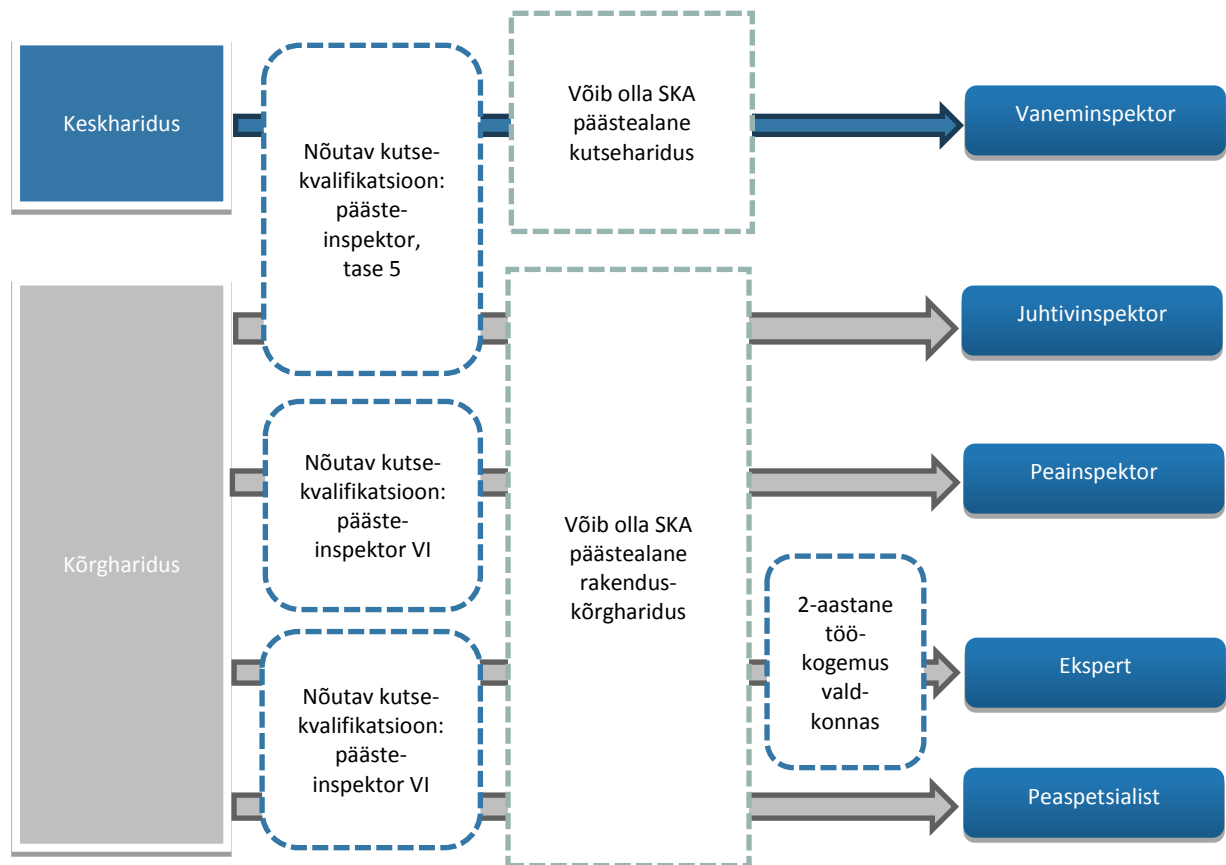 Keskharidus
Nõutav kutse-
kvalifikatsioon:
pääste-
inspektor,
tase 5
Võib olla SKA
päästealane
kutseharidus
Vaneminspektor
Juhtivinspektor
Kõrgharidus
Nõutav kutse-
kvalifikatsioon:
pääste-
inspektor VI
Võib olla SKA
päästealane
rakendus-
kõrgharidus
Peainspektor
Nõutav kutse-
kvalifikatsioon:
pääste-
inspektor VI
2-aastane
töö-
kogemus
vald-
konnas
Ekspert
Peaspetsialist